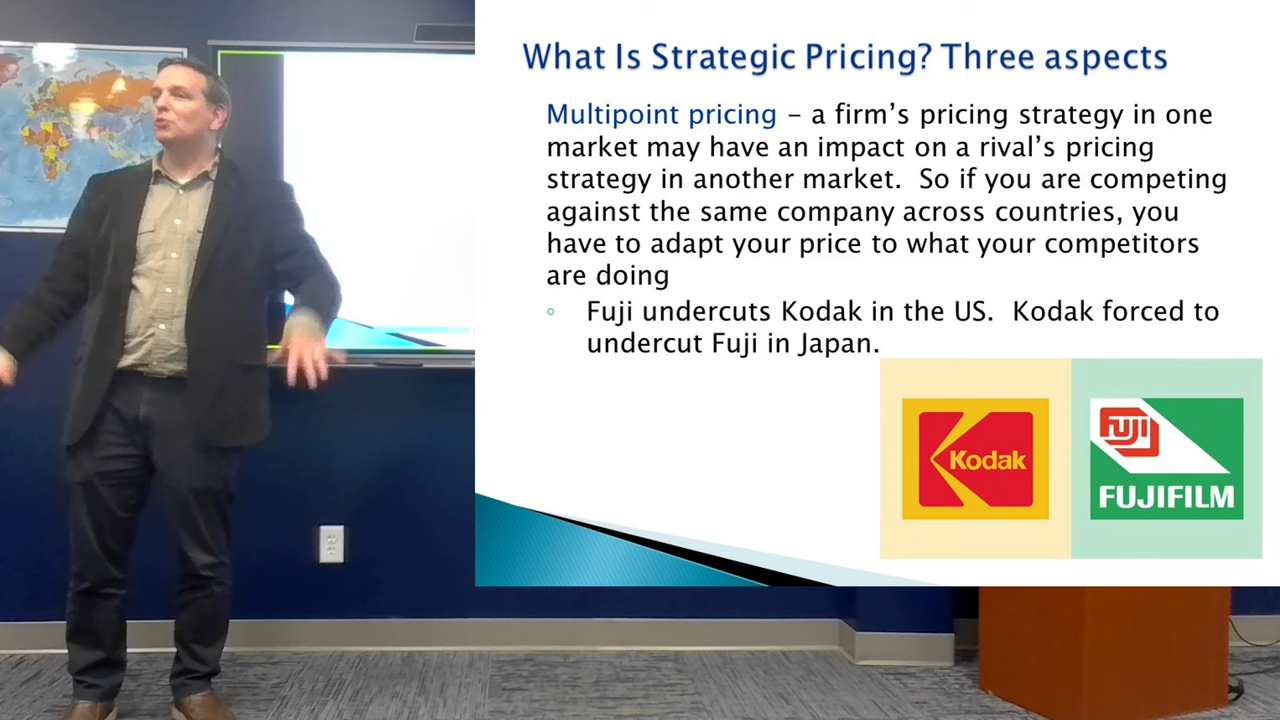 What Is Strategic Pricing? Three aspects
Multipoint pricing – a firm's pricing strategy in one
market may have an impact on a rival's pricing
strategy in another market.  So if you are competing
against the same company across countries, you
have to adapt your price to what your competitors
are doing
Fuji undercuts Kodak in the US.  Kodak forced to
undercut Fuji in Japan.
Kodak
FUJI
FUJIFILM